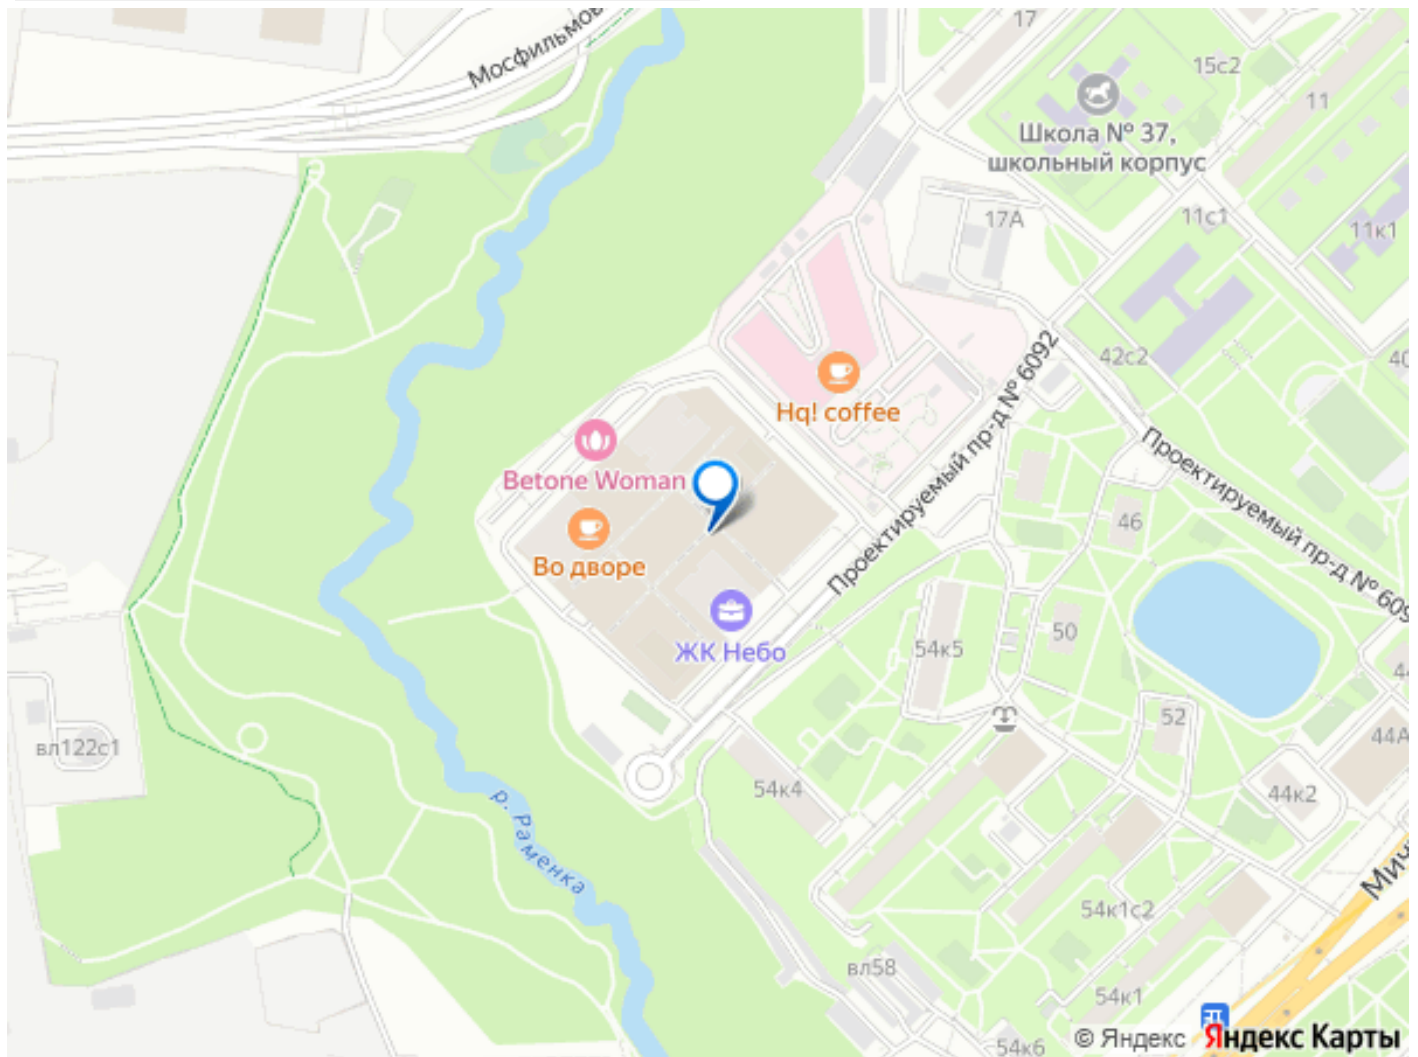 Мосфильмов
17
15с2
11
Школа № 37,
школьный корпус
17А
11с1
11к1
Проектируемый пр-д № 6092
42с2
40
Hq! coffee
Betone Woman
Во дворе
ЖК Небо
Проектируемый пр-д № 609
46
50
54к5
52
44
44А
44к2
вл122с1
54к4
р. Раменка
Мич
54к1с2
вл58
54к1
54к6
© Яндекс Яндекс Карты